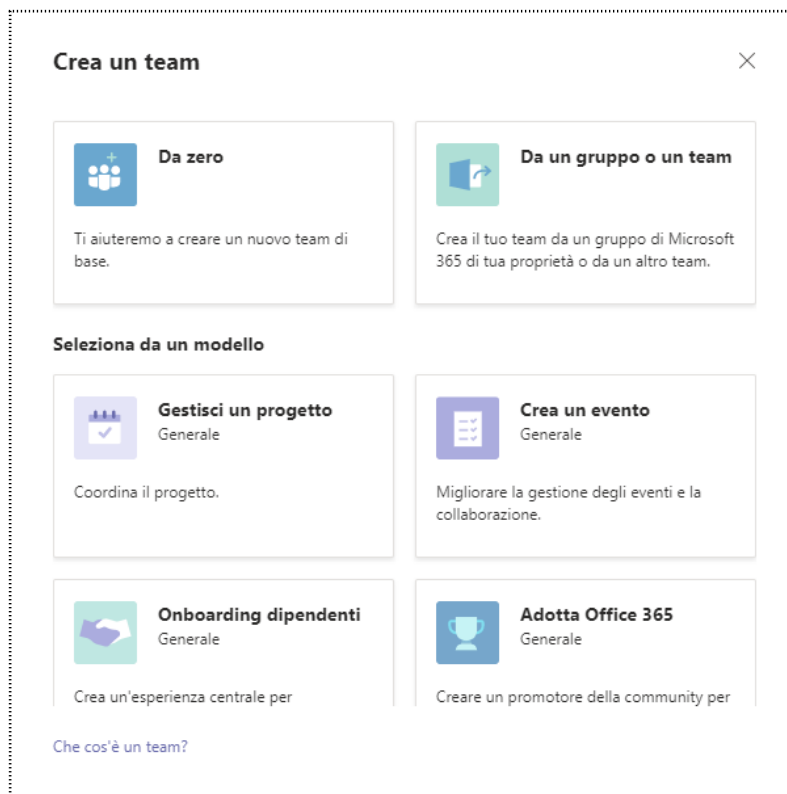 Crea un team
Da zero
Ti aiuteremo a creare un nuovo team di
base.
Da un gruppo o un team
Crea il tuo team da un gruppo di Microsoft
365 di tua proprietà o da un altro team.
Seleziona da un modello
Gestisci un progetto
Generale
Coordina il progetto.
Crea un evento
Generale
Migliorare la gestione degli eventi e la
collaborazione.
Onboarding dipendenti
Generale
Crea un'esperienza centrale per
Adotta Office 365
Generale
Creare un promotore della community per
Che cos'è un team?